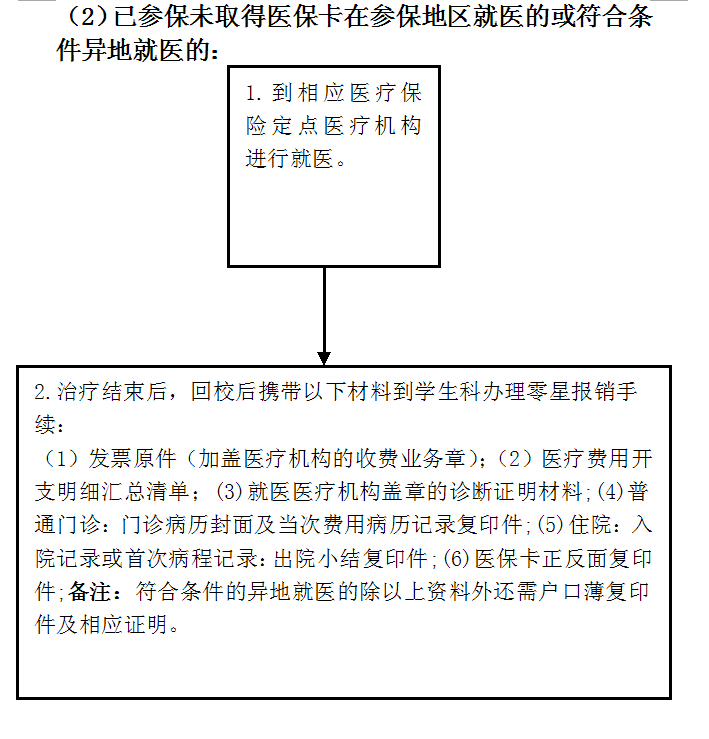 （2）已参保未取得医保卡在参保地区就医的或符合条
件异地就医的：
1. 到相应医疗保
险定点医疗机构
进行就医。
2.治疗结束后，回校后携带以下材料到学生科办理零星报销手
续：
（1）发票原件（加盖医疗机构的收费业务章）；（2）医疗费用开
支明细汇总清单；(3)就医医疗机构盖章的诊断证明材料;(4)普
通门诊：门诊病历封面及当次费用病历记录复印件;(5)住院：入
院记录或首次病程记录：出院小结复印件;(6)医保卡正反面复印
件;备注：符合条件的异地就医的除以上资料外还需户口薄复印
件及相应证明。